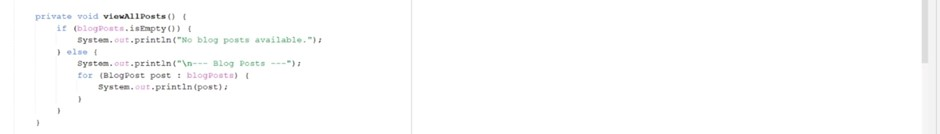 private void viewAllPosts() {
if (blogPosts.isEmpty()) {
System.out.println("No blog posts available.");
} else {
System.out.println("\n--- Blog Posts ---");
for (BlogPost post : blogPosts) {
System.out.println(post);
}
}
}